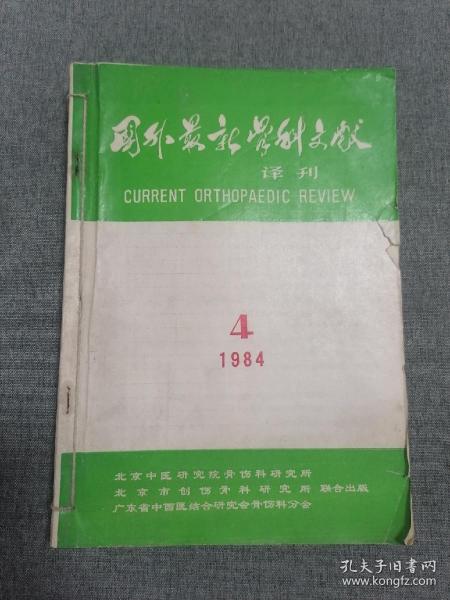 国外最新骨科文献
译刊
CURRENT ORTHOPAEDIC REVIEW
4
1984
北京中医研究院骨伤科研究所
北京市创伤骨科研究所 联合出版
广东省中西医结合研究会骨伤科分会
孔夫子旧书网
www.kongfz.com